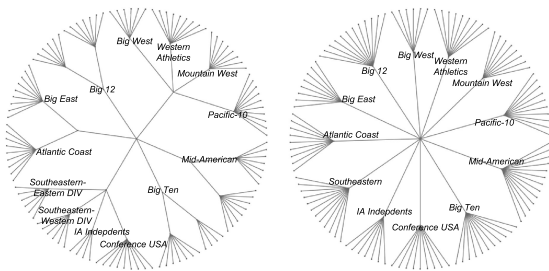 Big West
Western
Athletics
Mountain West
Big 12
Big East
Pacific-10
Atlantic Coast
Mid-American
Southeastern-
Eastern DIV
Big Ten
Southeastern-
Western DIV
IA Indepdents
Conference USA
Big West
Western
Athletics
Big 12
Mountain West
Big East
Pacific-10
Atlantic Coast
Mid-American
Southeastern
IA Indepdents
Big Ten
Conference USA